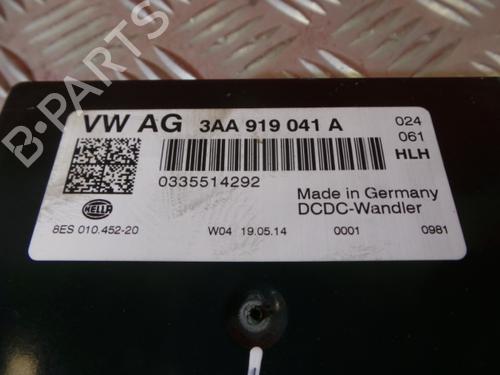 VW AG 3AA 919 041 A 024
061
HLH
0335514292
Made in Germany
DCDC-Wandler
HELLA
8ES 010.452-20 W04 19.05.14 0001 0981